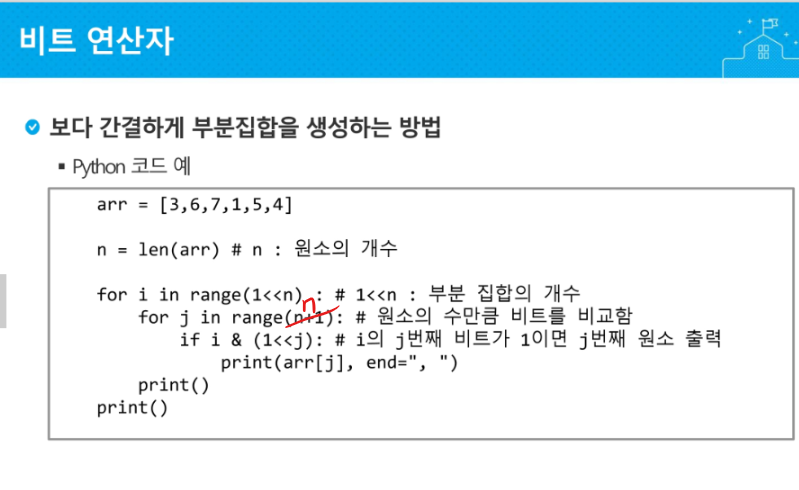 비트 연산자
보다 간결하게 부분집합을 생성하는 방법
▪ Python 코드 예
arr = [3,6,7,1,5,4]
n = len(arr) # n : 원소의 개수
for i in range(1<<n) : # 1<<n : 부분 집합의 개수
n
for j in range(n+1): # 원소의 수만큼 비트를 비교함
if i & (1<<j): # i의 j번째 비트가 1이면 j번째 원소 출력
print(arr[j], end=", ")
print()
print()